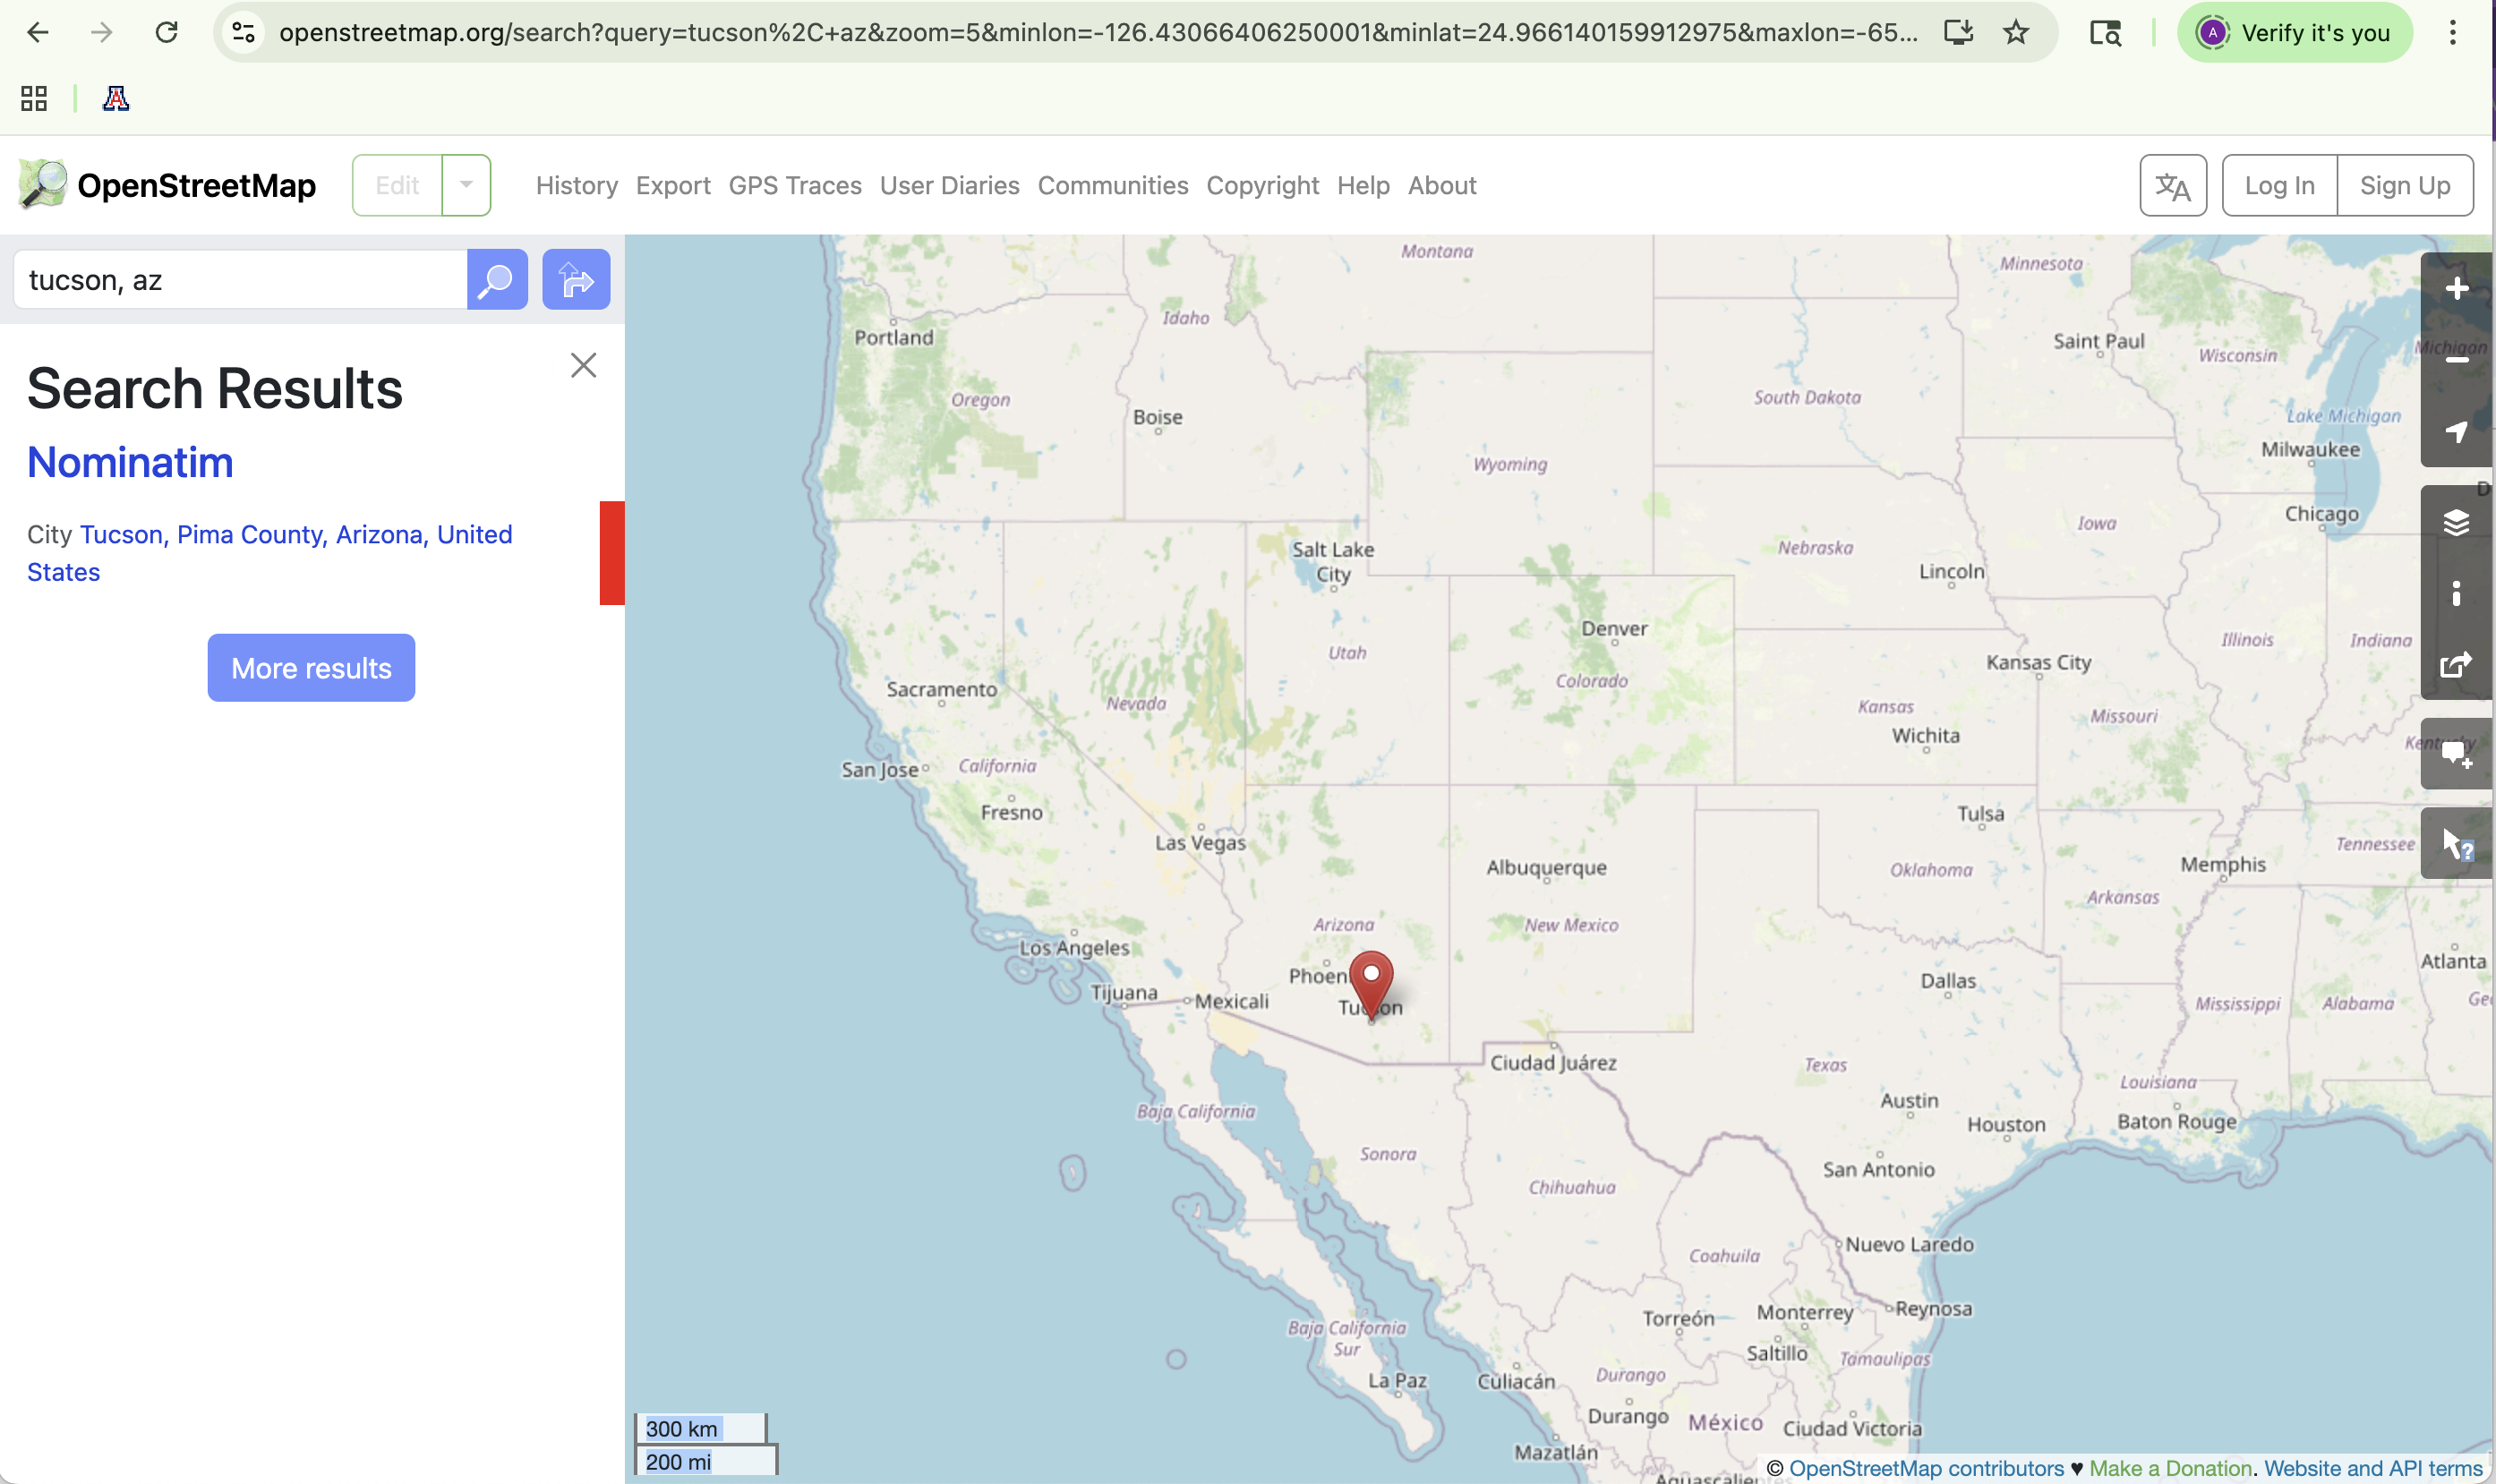 openstreetmap.org/search?query=tucson%2C+az&zoom=5&minlon=-126.43066406250001&minlat=24.966140159912975&maxlon=-65...
A
Verify it's you
A
OpenStreetMap
Edit
History
Export
GPS Traces
User Diaries
Communities
Copyright
Help
About
Log In
Sign Up
tucson, az
Search Results
Nominatim
City Tucson, Pima County, Arizona, United
States
More results
Montana
Minnesota
Idaho
Portland
Saint Paul
Wisconsin
Michigan
Oregon
South Dakota
Boise
Lake Michigan
Milwaukee
Wyoming
D
Chicago
Iowa
Salt Lake
City
Nebraska
Lincoln
Denver
Illinois
Indiana
Utah
Kansas City
Colorado
Sacramento
Nevada
Kansas
Missouri
Wichita
Kentucky
San Jose
California
Fresno
Tulsa
Las Vegas
Tennessee
Albuquerque
Oklahoma
Memphis
Arkansas
Arizona
New Mexico
Los Angeles
Atlanta
Phoen
Dallas
Tijuana
Mexicali
Tucson
Mississippi
Alabama
Geo
Ciudad Juárez
Texas
Louisiana
Austin
Baja California
Houston
Baton Rouge
Sonora
San Antonio
Chihuahua
Nuevo Laredo
Coahuila
Torreón
Monterrey
Reynosa
Baja California
Sur
Saltillo
Tamaulipas
La Paz
Culiacán
Durango
Durango
México
Ciudad Victoria
300 km
Mazatlán
200 mi
© OpenStreetMap contributors ♥ Make a Donation. Website and API terms
Aguascalientes